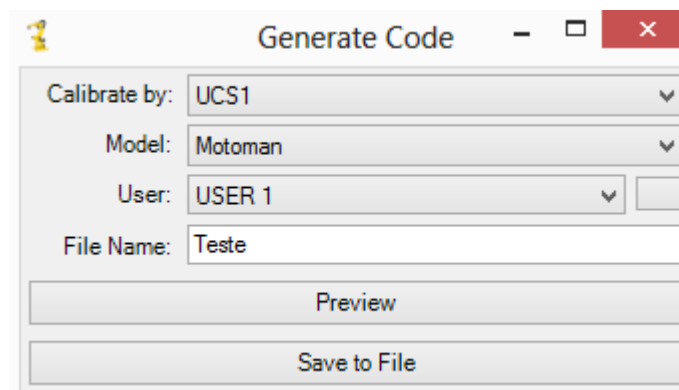 Generate Code
Calibrate by: UCS1
Model: Motoman
User: USER 1
File Name: Teste
Preview
Save to File